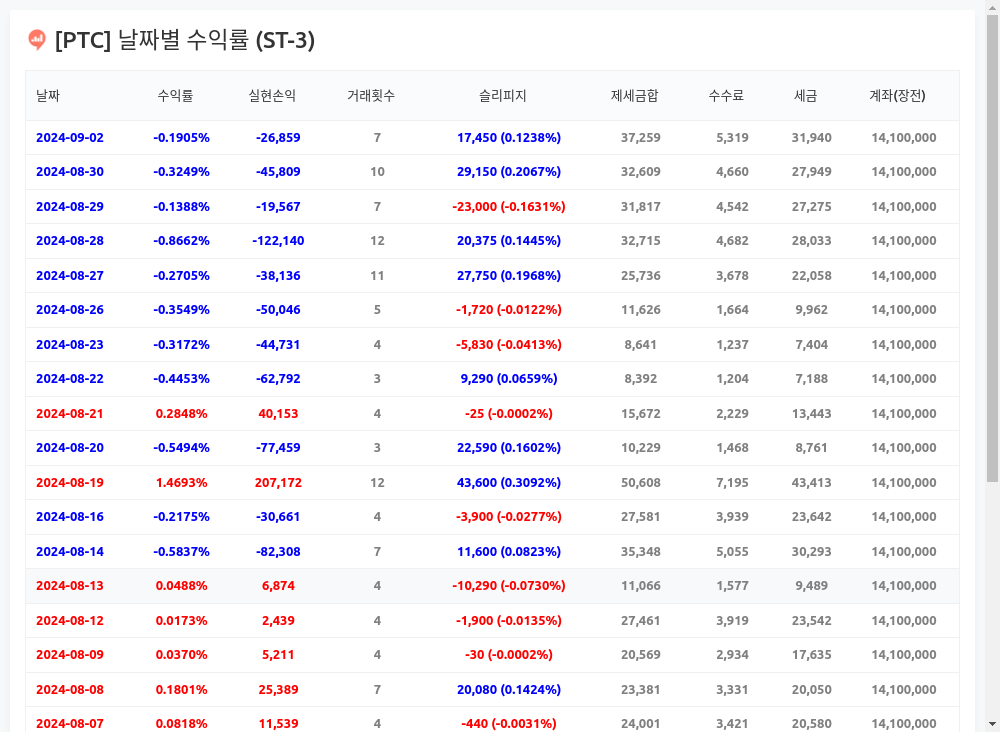 [PTC] 날짜별 수익률 (ST-3)
날짜 수익률 실현손익 거래횟수 슬리피지 제세금합 수수료 세금 계좌(장전)
2024-09-02 -0.1905% -26,859 7 17,450 (0.1238%) 37,259 5,319 31,940 14,100,000
2024-08-30 -0.3249% -45,809 10 29,150 (0.2067%) 32,609 4,660 27,949 14,100,000
2024-08-29 -0.1388% -19,567 7 -23,000 (-0.1631%) 31,817 4,542 27,275 14,100,000
2024-08-28 -0.8662% -122,140 12 20,375 (0.1445%) 32,715 4,682 28,033 14,100,000
2024-08-27 -0.2705% -38,136 11 27,750 (0.1968%) 25,736 3,678 22,058 14,100,000
2024-08-26 -0.3549% -50,046 5 -1,720 (-0.0122%) 11,626 1,664 9,962 14,100,000
2024-08-23 -0.3172% -44,731 4 -5,830 (-0.0413%) 8,641 1,237 7,404 14,100,000
2024-08-22 -0.4453% -62,792 3 9,290 (0.0659%) 8,392 1,204 7,188 14,100,000
2024-08-21 0.2848% 40,153 4 -25 (-0.0002%) 15,672 2,229 13,443 14,100,000
2024-08-20 -0.5494% -77,459 3 22,590 (0.1602%) 10,229 1,468 8,761 14,100,000
2024-08-19 1.4693% 207,172 12 43,600 (0.3092%) 50,608 7,195 43,413 14,100,000
2024-08-16 -0.2175% -30,661 4 -3,900 (-0.0277%) 27,581 3,939 23,642 14,100,000
2024-08-14 -0.5837% -82,308 7 11,600 (0.0823%) 35,348 5,055 30,293 14,100,000
2024-08-13 0.0488% 6,874 4 -10,290 (-0.0730%) 11,066 1,577 9,489 14,100,000
2024-08-12 0.0173% 2,439 4 -1,900 (-0.0135%) 27,461 3,919 23,542 14,100,000
2024-08-09 0.0370% 5,211 4 -30 (-0.0002%) 20,569 2,934 17,635 14,100,000
2024-08-08 0.1801% 25,389 7 20,080 (0.1424%) 23,381 3,331 20,050 14,100,000
2024-08-07 0.0818% 11,539 4 -440 (-0.0031%) 24,001 3,421 20,580 14,100,000